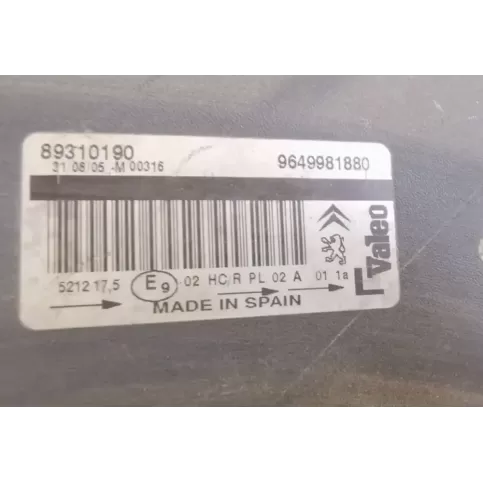 89310190
31/08/05 -M 00316
9649981880
5212 17,5
E9
02 HC/R PL 02 A 01 1a
MADE IN SPAIN
Valeo